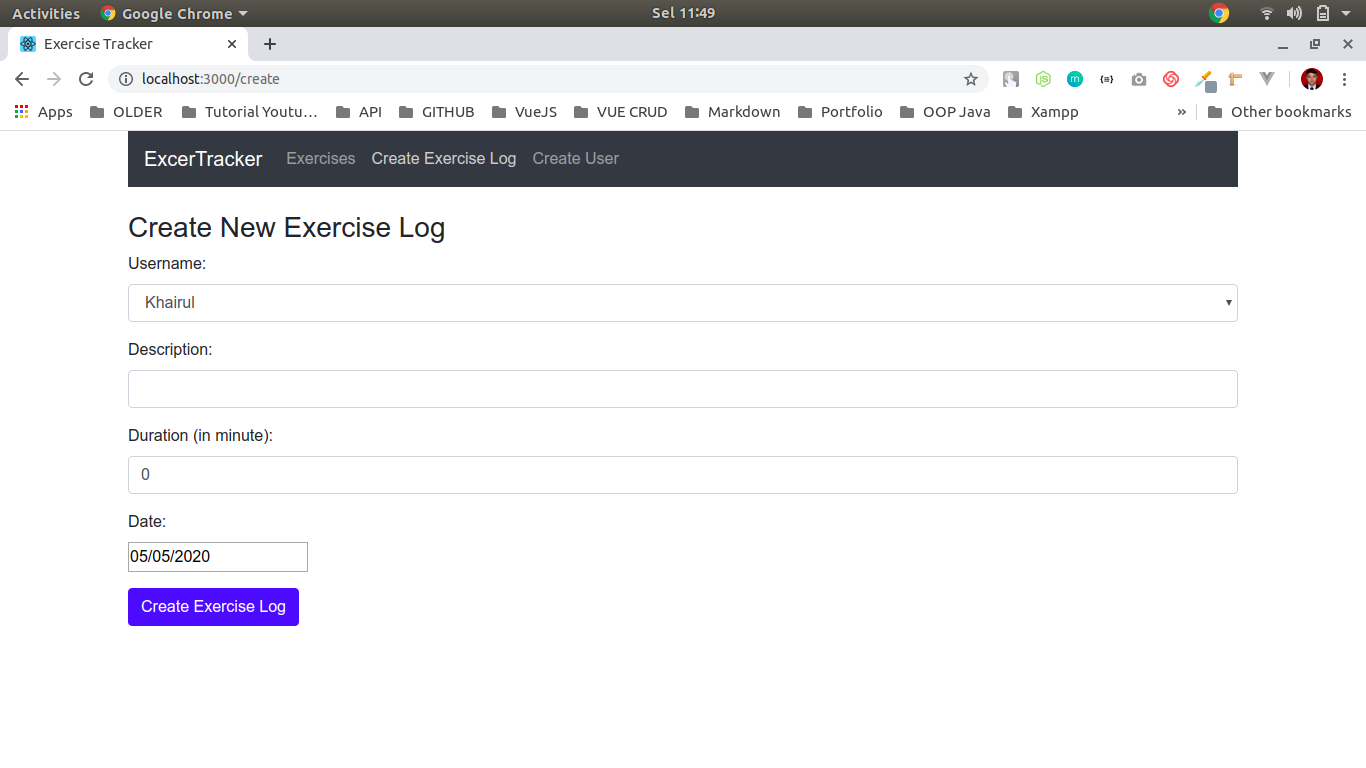 Activities Google Chrome Sel 11:49
Exercise Tracker
localhost:3000/create
Apps OLDER Tutorial Youtu… API GITHUB VueJS VUE CRUD Markdown Portfolio OOP Java Xampp » Other bookmarks
ExcerTracker Exercises Create Exercise Log Create User
Create New Exercise Log
Username:
Khairul
Description:
Duration (in minute):
0
Date:
05/05/2020
Create Exercise Log